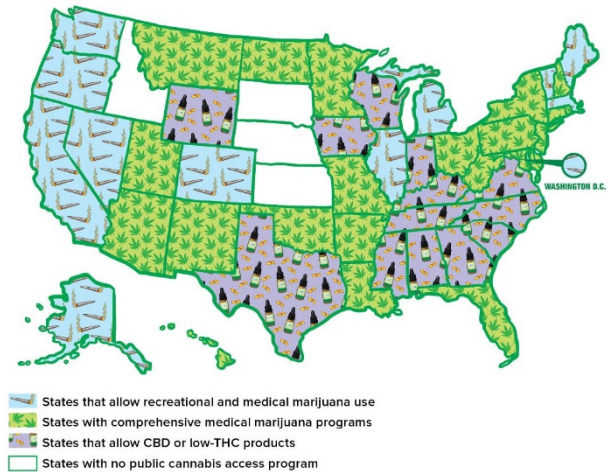 WASHINGTON D.C.
States that allow recreational and medical marijuana use
States with comprehensive medical marijuana programs
States that allow CBD or low-THC products
States with no public cannabis access program